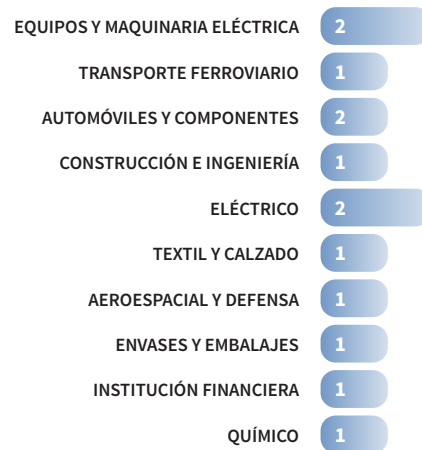 EQUIPOS Y MAQUINARIA ELÉCTRICA 2
TRANSPORTE FERROVIARIO 1
AUTOMÓVILES Y COMPONENTES 2
CONSTRUCCIÓN E INGENIERÍA 1
ELÉCTRICO 2
TEXTIL Y CALZADO 1
AEROESPACIAL Y DEFENSA 1
ENVASES Y EMBALAJES 1
INSTITUCIÓN FINANCIERA 1
QUÍMICO 1